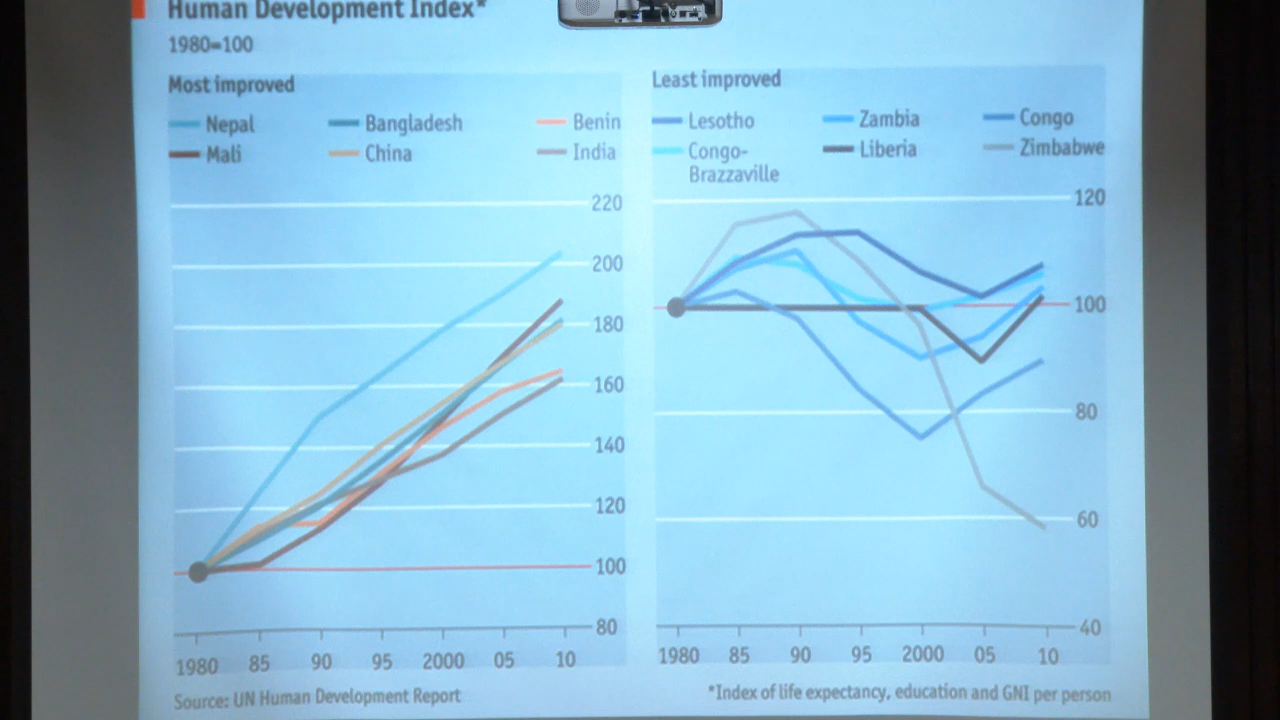 Human Development Index*
1980=100
Most improved
Nepal Bangladesh Benin
Mali China India
220
200
180
160
140
120
100
80
1980 85 90 95 2000 05 10
Source: UN Human Development Report
Least improved
Lesotho Zambia Congo
Congo- Liberia Zimbabwe
Brazzaville
120
100
80
60
40
1980 85 90 95 2000 05 10
*Index of life expectancy, education and GNI per person